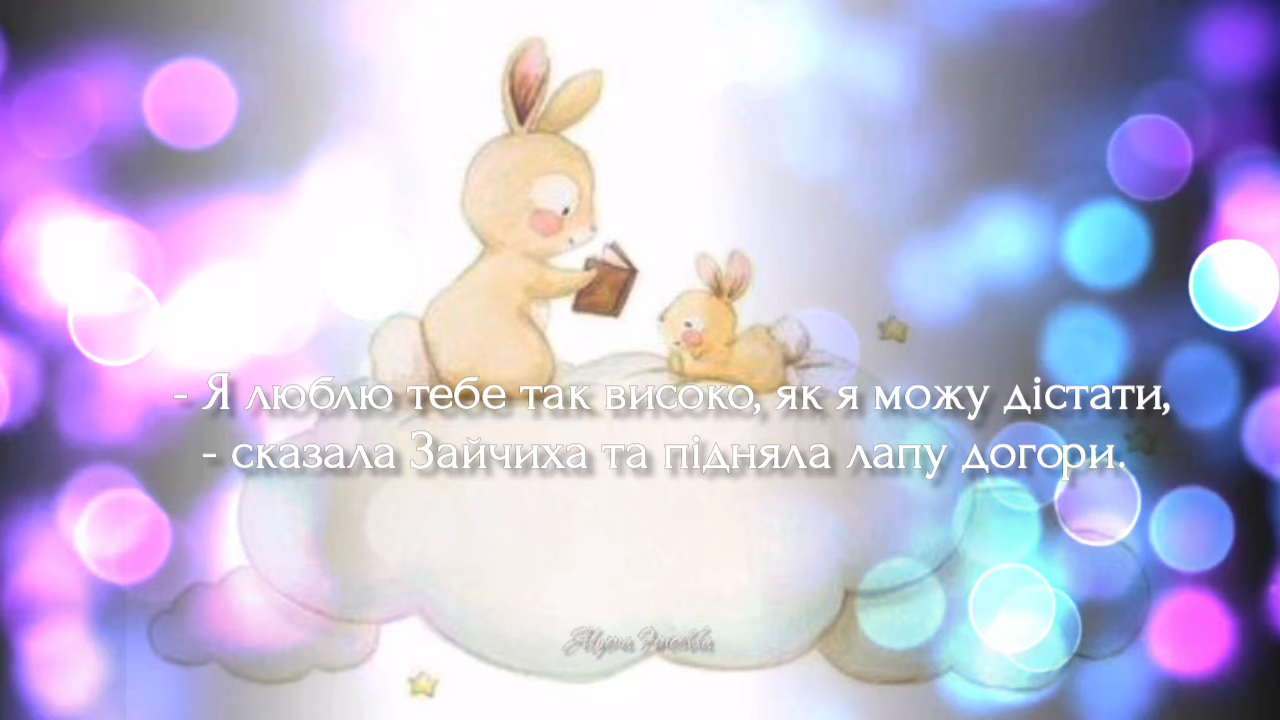 - Я люблю тебе так високо, як я можу дістати,
- сказала Зайчиха та підняла лапу догори.